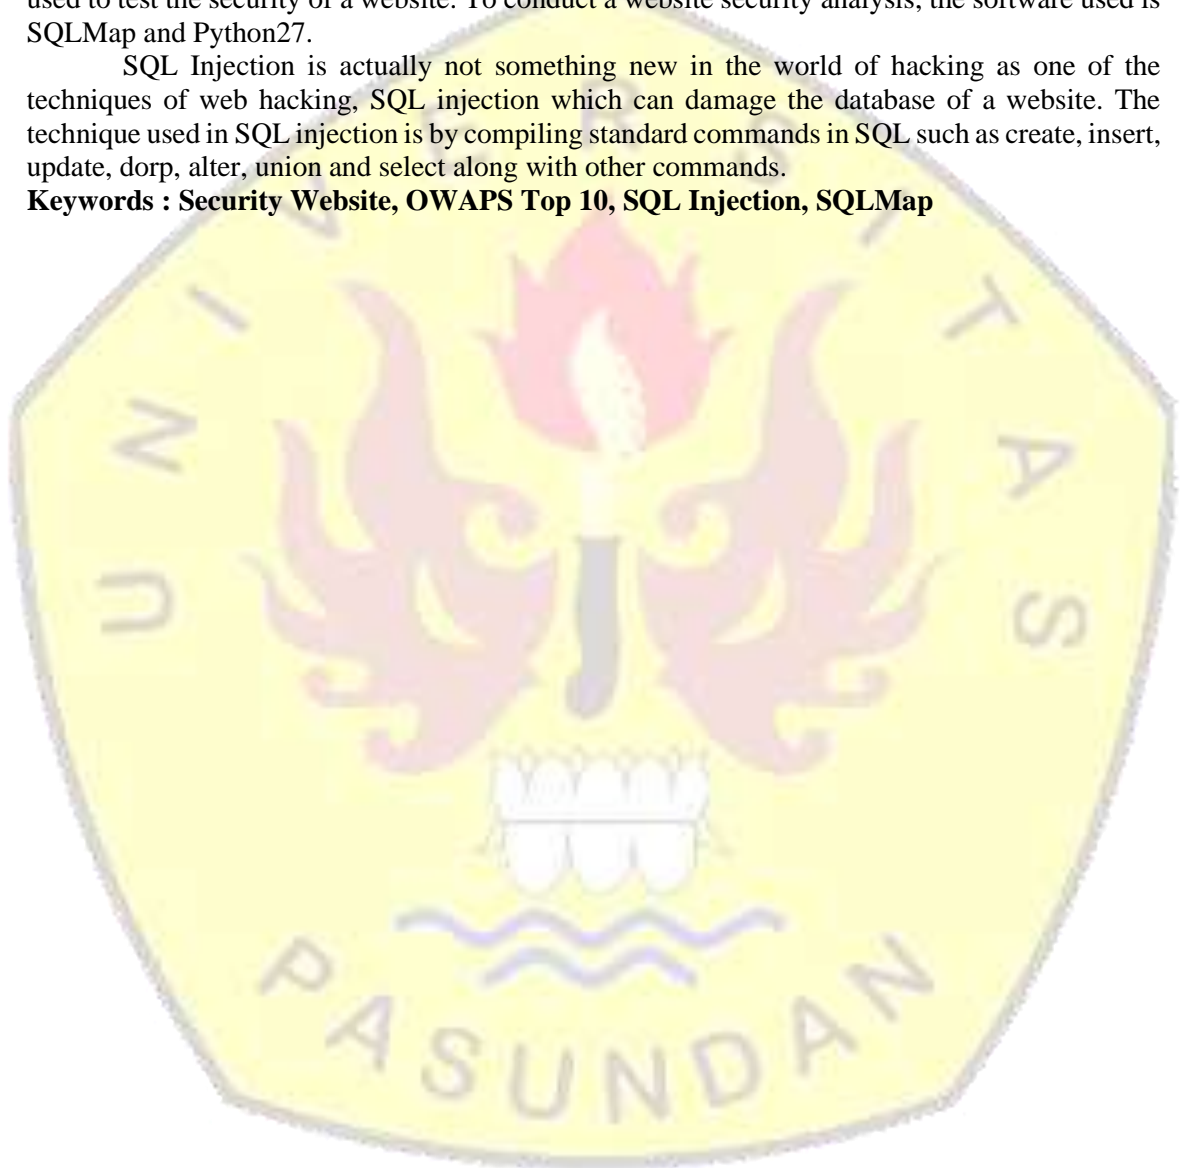 used to test the security of a website. To conduct a website security analysis, the software used is
SQLMap and Python27.
SQL Injection is actually not something new in the world of hacking as one of the
techniques of web hacking, SQL injection which can damage the database of a website. The
technique used in SQL injection is by compiling standard commands in SQL such as create, insert,
update, dorp, alter, union and select along with other commands.
Keywords : Security Website, OWAPS Top 10, SQL Injection, SQLMap
UNIVERSITAS
PASUNDAN